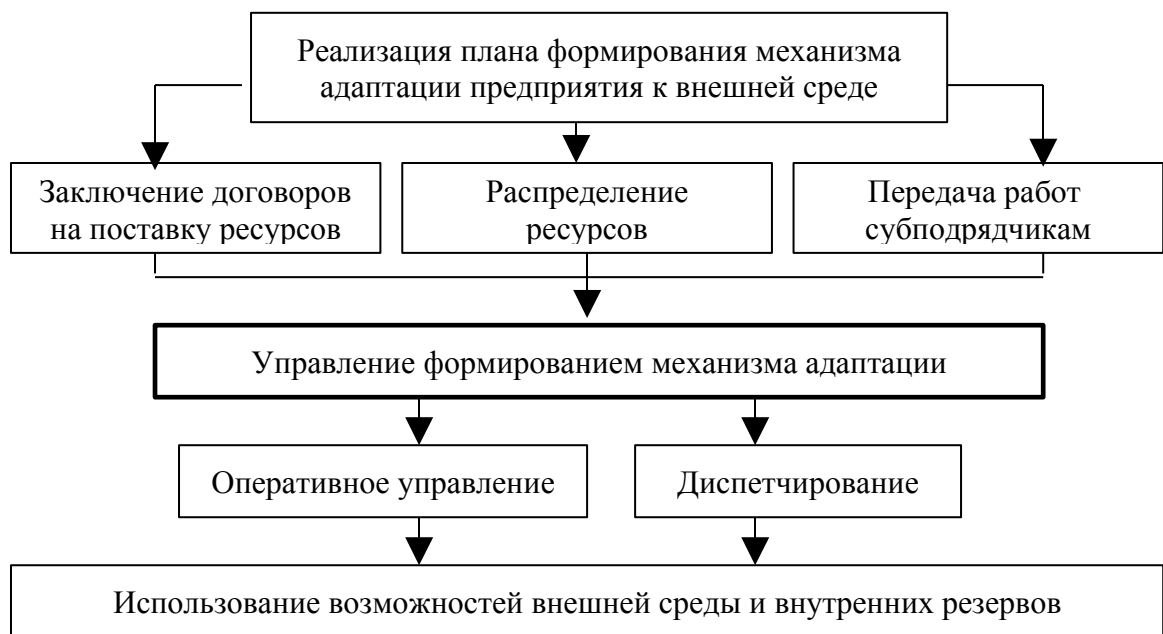 Реализация плана формирования механизма
адаптации предприятия к внешней среде
Заключение договоров
на поставку ресурсов
Распределение
ресурсов
Передача работ
субподрядчикам
Управление формированием механизма адаптации
Оперативное управление
Диспетчирование
Использование возможностей внешней среды и внутренних резервов